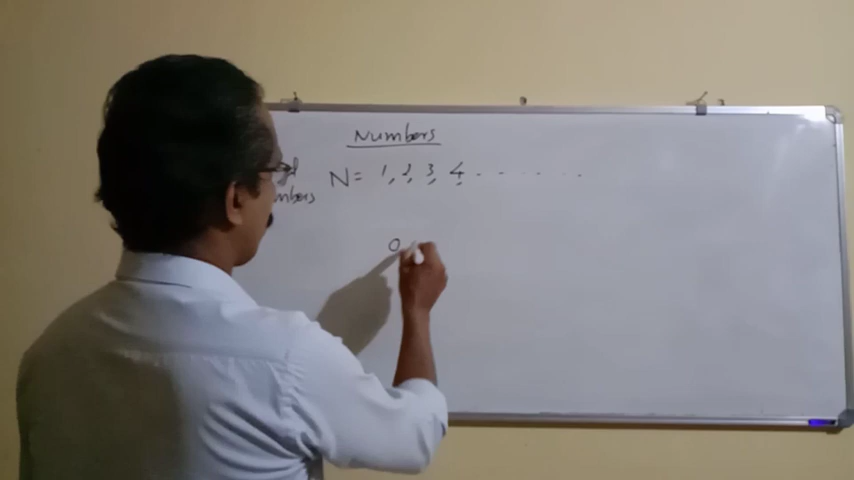 Numbers
N = 1, 2, 3, 4, - - - - - -
0